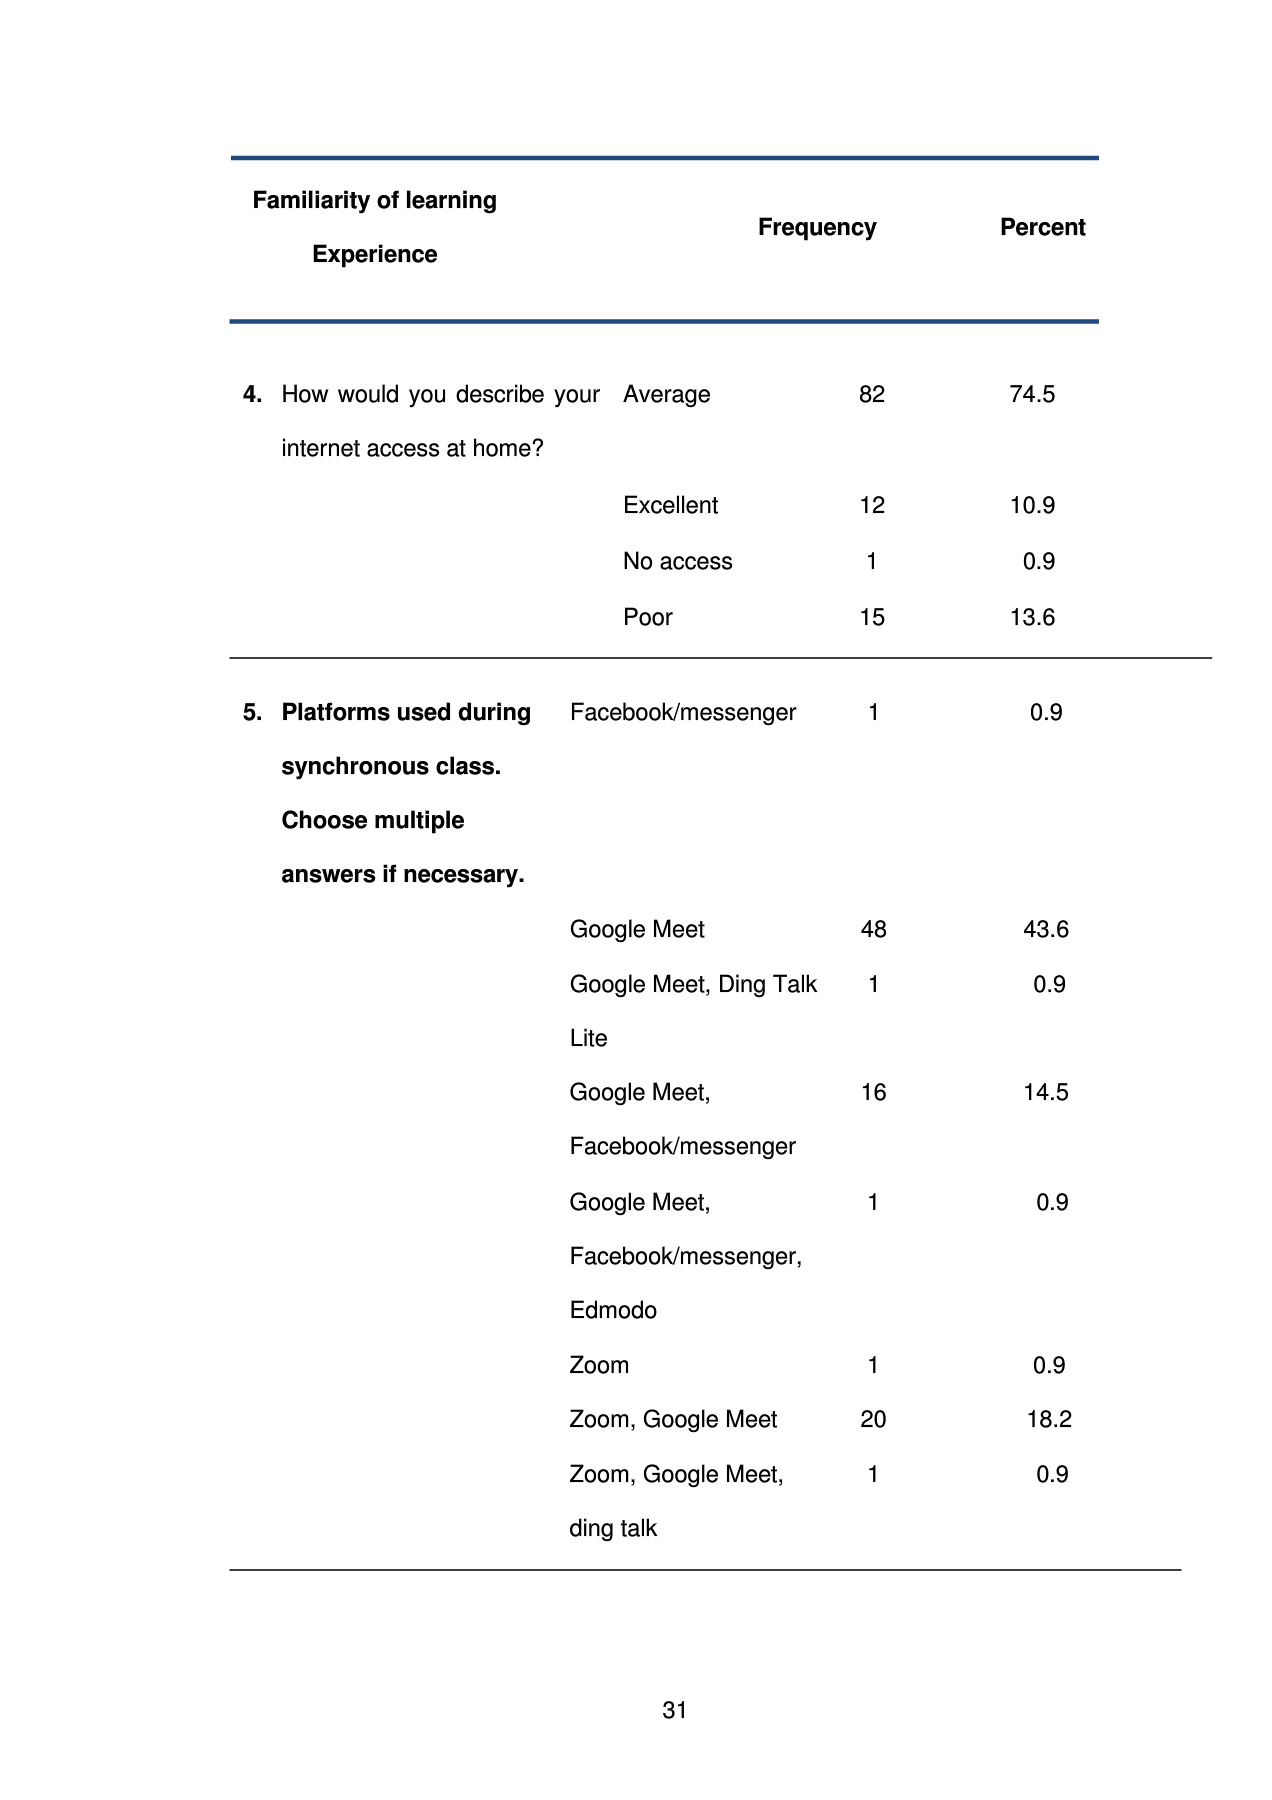 Familiarity of learning
Experience
Frequency Percent
4. How would you describe your Average 82 74.5
internet access at home?
Excellent 12 10.9
No access 1 0.9
Poor 15 13.6
5. Platforms used during Facebook/messenger 1 0.9
synchronous class.
Choose multiple
answers if necessary.
Google Meet 48 43.6
Google Meet, Ding Talk 1 0.9
Lite
Google Meet, 16 14.5
Facebook/messenger
Google Meet, 1 0.9
Facebook/messenger,
Edmodo
Zoom 1 0.9
Zoom, Google Meet 20 18.2
Zoom, Google Meet, 1 0.9
ding talk
31